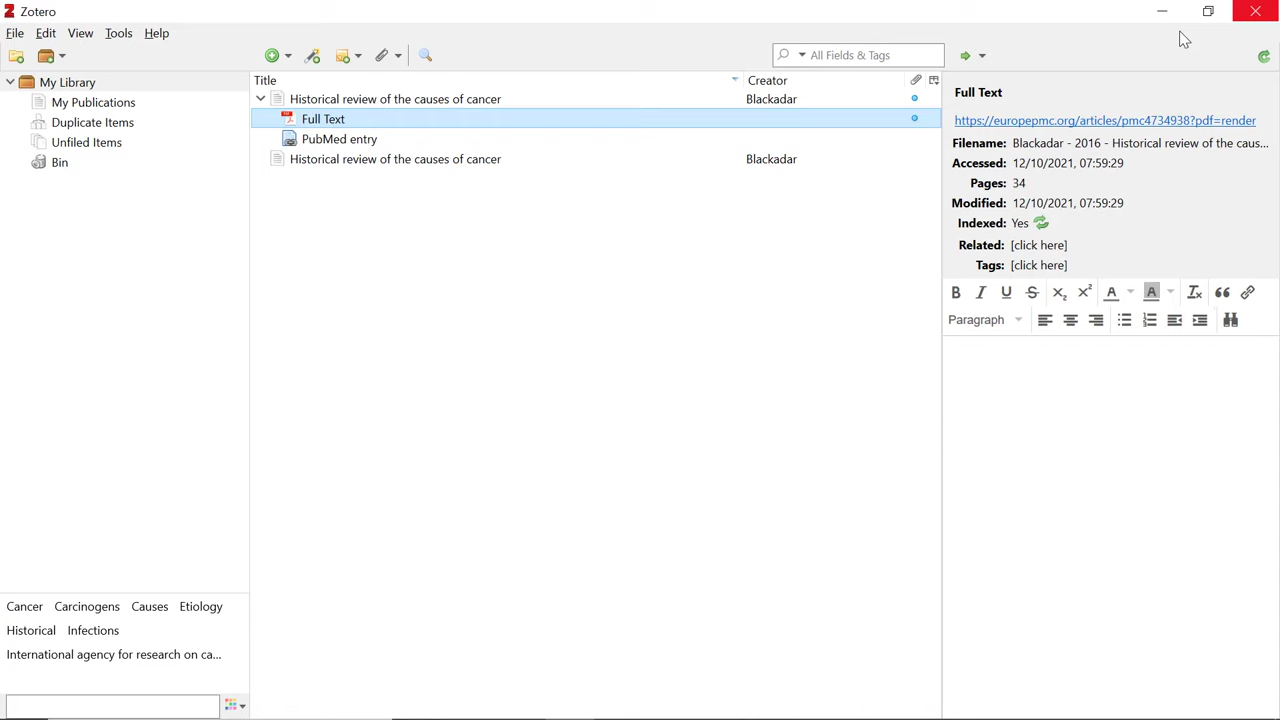 Zotero
File Edit View Tools Help
All Fields & Tags
My Library
My Publications
Duplicate Items
Unfiled Items
Bin
Cancer Carcinogens Causes Etiology
Historical Infections
International agency for research on ca...
Title Creator
Historical review of the causes of cancer Blackadar
Full Text
PubMed entry
Historical review of the causes of cancer Blackadar
Full Text
https://europepmc.org/articles/pmc4734938?pdf=render
Filename: Blackadar - 2016 - Historical review of the caus...
Accessed: 12/10/2021, 07:59:29
Pages: 34
Modified: 12/10/2021, 07:59:29
Indexed: Yes
Related: [click here]
Tags: [click here]
Paragraph